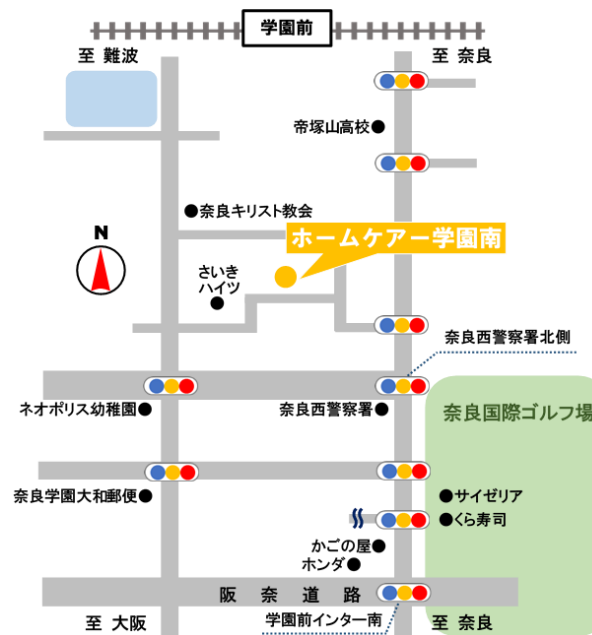 学園前
至 難波
至 奈良
帝塚山高校
奈良キリスト教会
N
ホームケアー学園南
さいき
ハイツ
奈良西警察署北側
ネオポリス幼稚園
奈良西警察署
奈良国際ゴルフ場
奈良学園大和郵便
サイゼリア
くら寿司
かごの屋
ホンダ
阪奈道路
至 大阪
学園前インター南
至 奈良